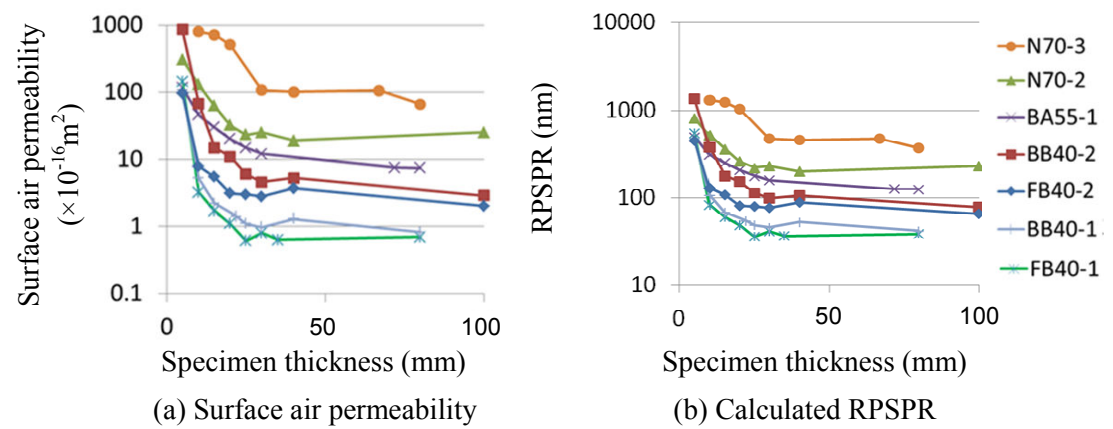 Surface air permeability
(×10⁻¹⁶m²)
1000
100
10
1
0.1
0
50
100
Specimen thickness (mm)
(a) Surface air permeability
RPSPR (nm)
10000
1000
100
10
0
50
100
Specimen thickness (mm)
(b) Calculated RPSPR
N70-3
N70-2
BA55-1
BB40-2
FB40-2
BB40-1
FB40-1